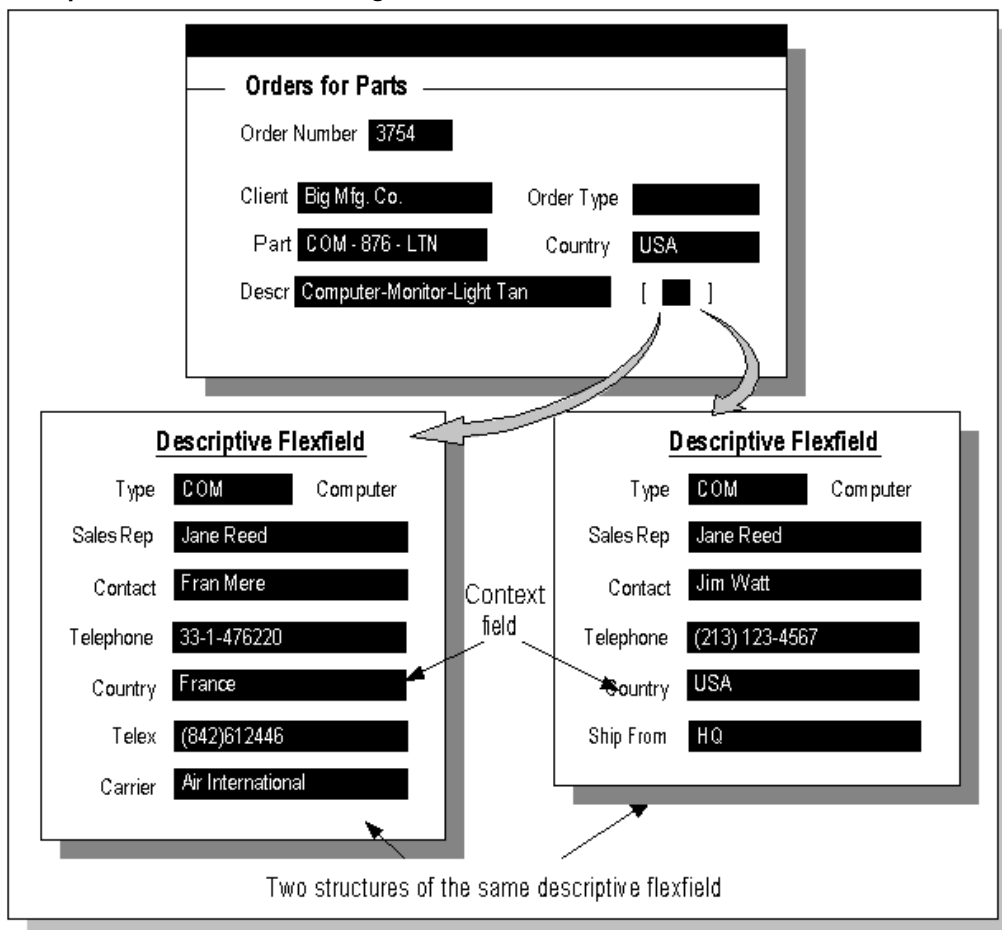 Orders for Parts
Order Number 3754
Client Big Mfg. Co. Order Type
Part COM - 876 - LTN Country USA
Descr Computer-Monitor-Light Tan [ ]
Descriptive Flexfield
Type COM Computer
Sales Rep Jane Reed
Contact Fran Mere
Telephone 33-1-476220
Country France
Telex (842)612446
Carrier Air International
Context
field
Descriptive Flexfield
Type COM Computer
Sales Rep Jane Reed
Contact Jim Watt
Telephone (213) 123-4567
Country USA
Ship From HQ
Two structures of the same descriptive flexfield